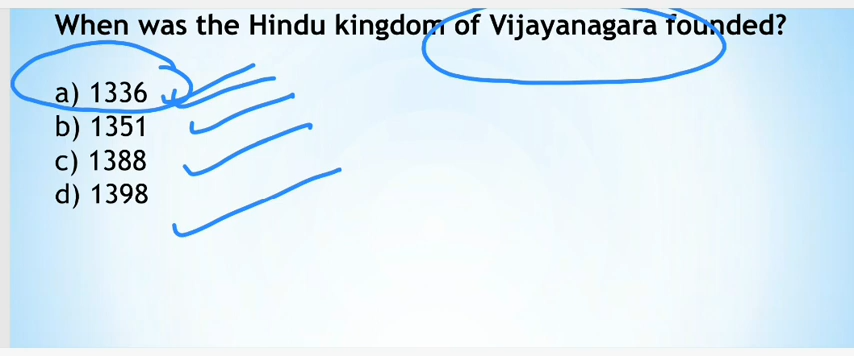 When was the Hindu kingdom of Vijayanagara founded?
a) 1336
b) 1351
c) 1388
d) 1398